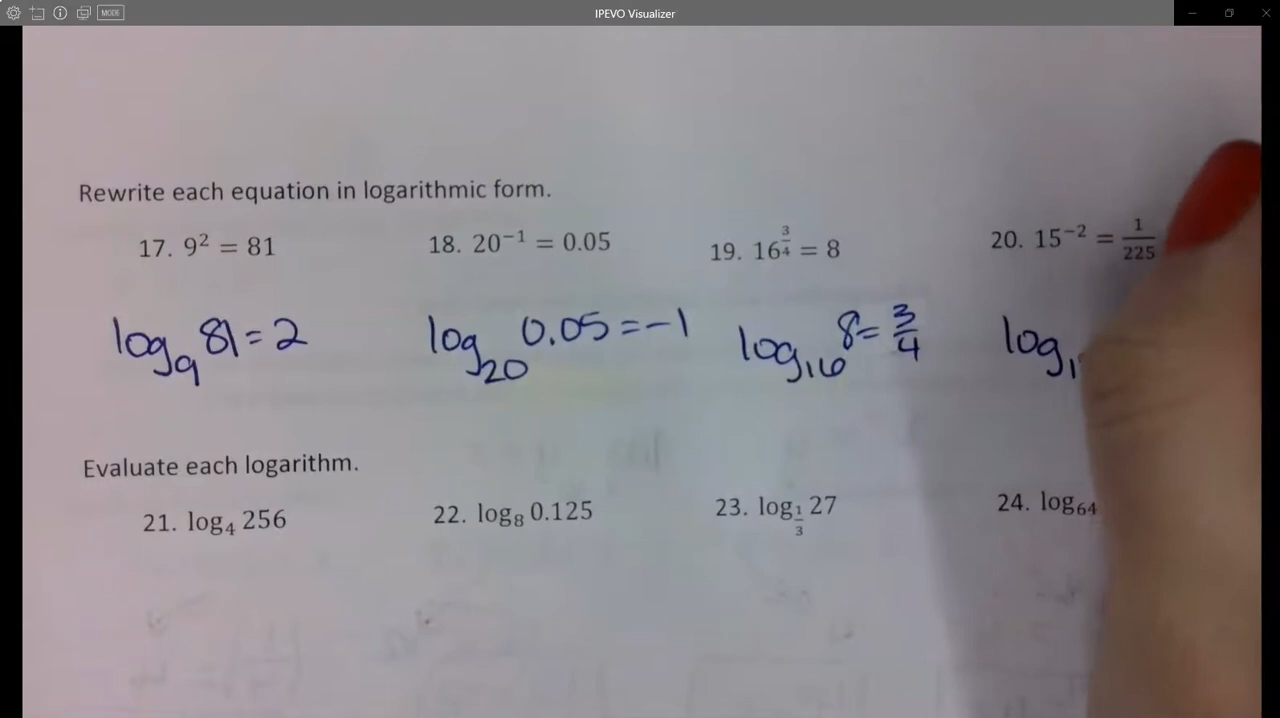 MODE
IPEVO Visualizer
Rewrite each equation in logarithmic form.
17. 9² = 81 18. 20⁻¹ = 0.05 19. 16^(3/4) = 8 20. 15⁻² = 1/225
log₉ 81 = 2 log₂₀ 0.05 = -1 log₁₆ 8 = 3/4 log₁
Evaluate each logarithm.
21. log₄ 256 22. log₈ 0.125 23. log_(1/3) 27 24. log₆₄